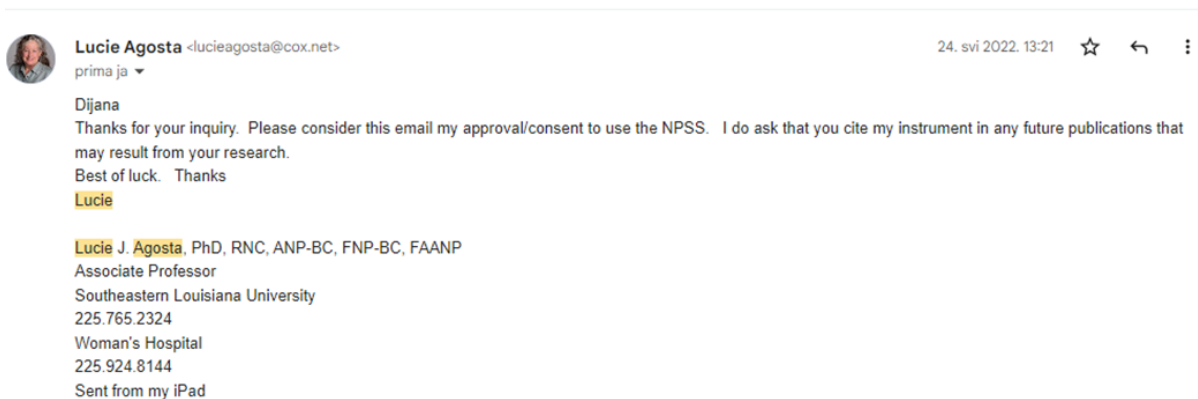 Lucie Agosta <lucieagosta@cox.net> 24. svi 2022. 13:21
prima ja
Dijana
Thanks for your inquiry. Please consider this email my approval/consent to use the NPSS. I do ask that you cite my instrument in any future publications that
may result from your research.
Best of luck. Thanks
Lucie
Lucie J. Agosta, PhD, RNC, ANP-BC, FNP-BC, FAANP
Associate Professor
Southeastern Louisiana University
225.765.2324
Woman's Hospital
225.924.8144
Sent from my iPad